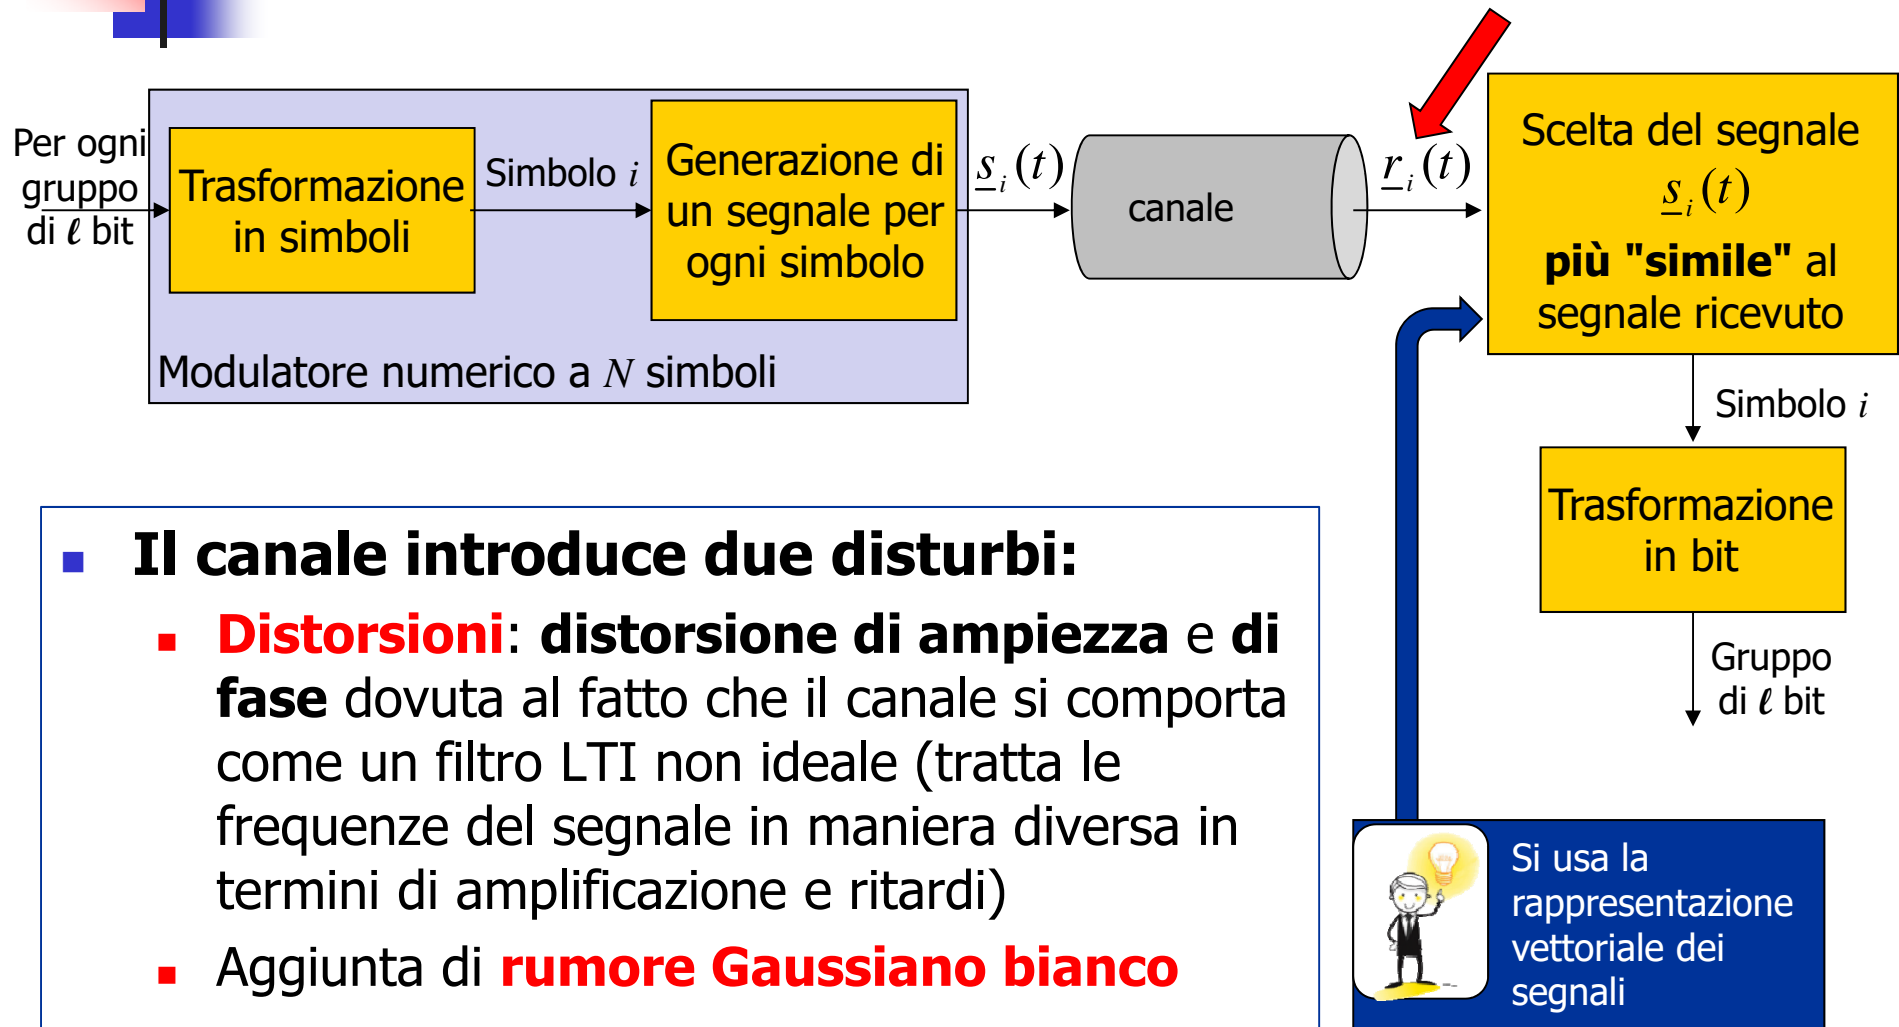 Per ogni
gruppo
di ℓ bit
Trasformazione
in simboli
Simbolo i
Generazione di
un segnale per
ogni simbolo
Modulatore numerico a N simboli
s_i(t)
canale
r_i(t)
Scelta del segnale
s_i(t)
più "simile" al
segnale ricevuto
Simbolo i
Trasformazione
in bit
Gruppo
di ℓ bit
Il canale introduce due disturbi:
Distorsioni: distorsione di ampiezza e di
fase dovuta al fatto che il canale si comporta
come un filtro LTI non ideale (tratta le
frequenze del segnale in maniera diversa in
termini di amplificazione e ritardi)
Aggiunta di rumore Gaussiano bianco
Si usa la
rappresentazione
vettoriale dei
segnali